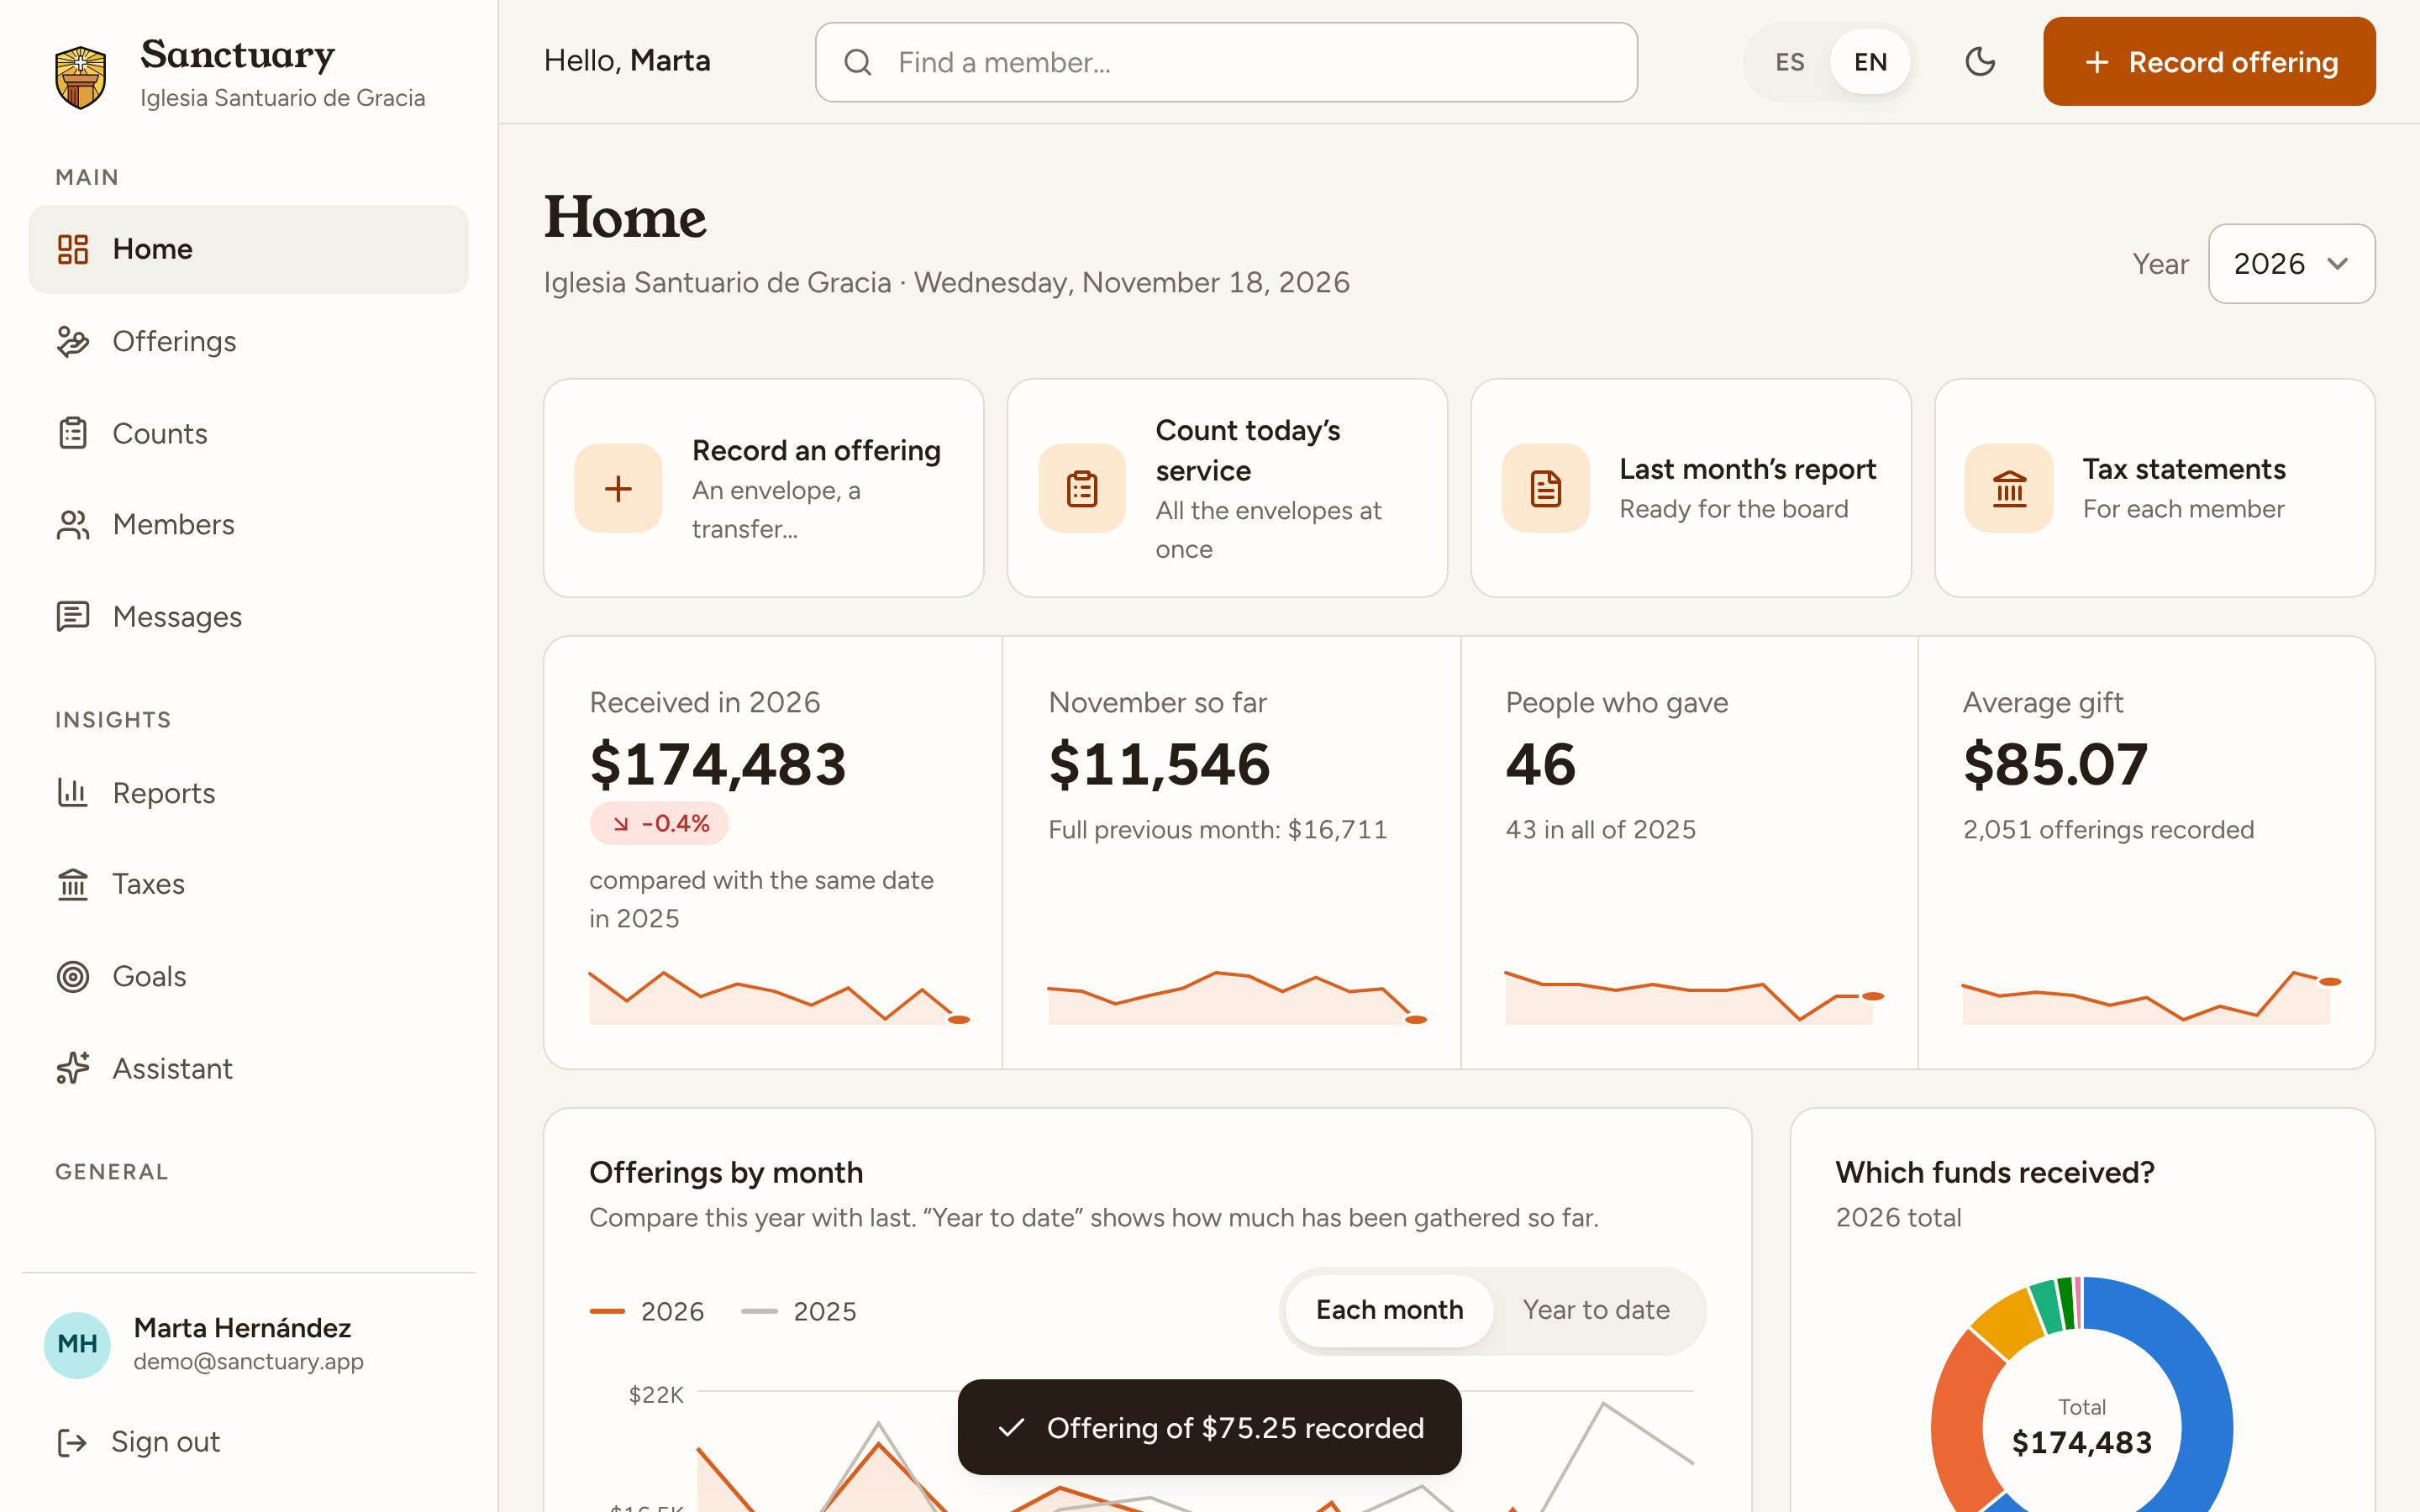 Sanctuary
Iglesia Santuario de Gracia
MAIN
Home
Offerings
Counts
Members
Messages
INSIGHTS
Reports
Taxes
Goals
Assistant
GENERAL
MH
Marta Hernández
demo@sanctuary.app
Sign out
Hello, Marta
Find a member...
ES
EN
Record offering
Home
Iglesia Santuario de Gracia · Wednesday, November 18, 2026
Year
2026
Record an offering
An envelope, a
transfer...
Count today’s
service
All the envelopes at
once
Last month’s report
Ready for the board
Tax statements
For each member
Received in 2026
$174,483
-0.4%
compared with the same date
in 2025
November so far
$11,546
Full previous month: $16,711
People who gave
46
43 in all of 2025
Average gift
$85.07
2,051 offerings recorded
Offerings by month
Compare this year with last. “Year to date” shows how much has been gathered so far.
2026
2025
Each month
Year to date
$22K
$16.5K
Offering of $75.25 recorded
Which funds received?
2026 total
Total
$174,483